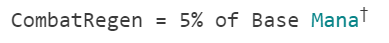 CombatRegen = 5% of Base Mana†